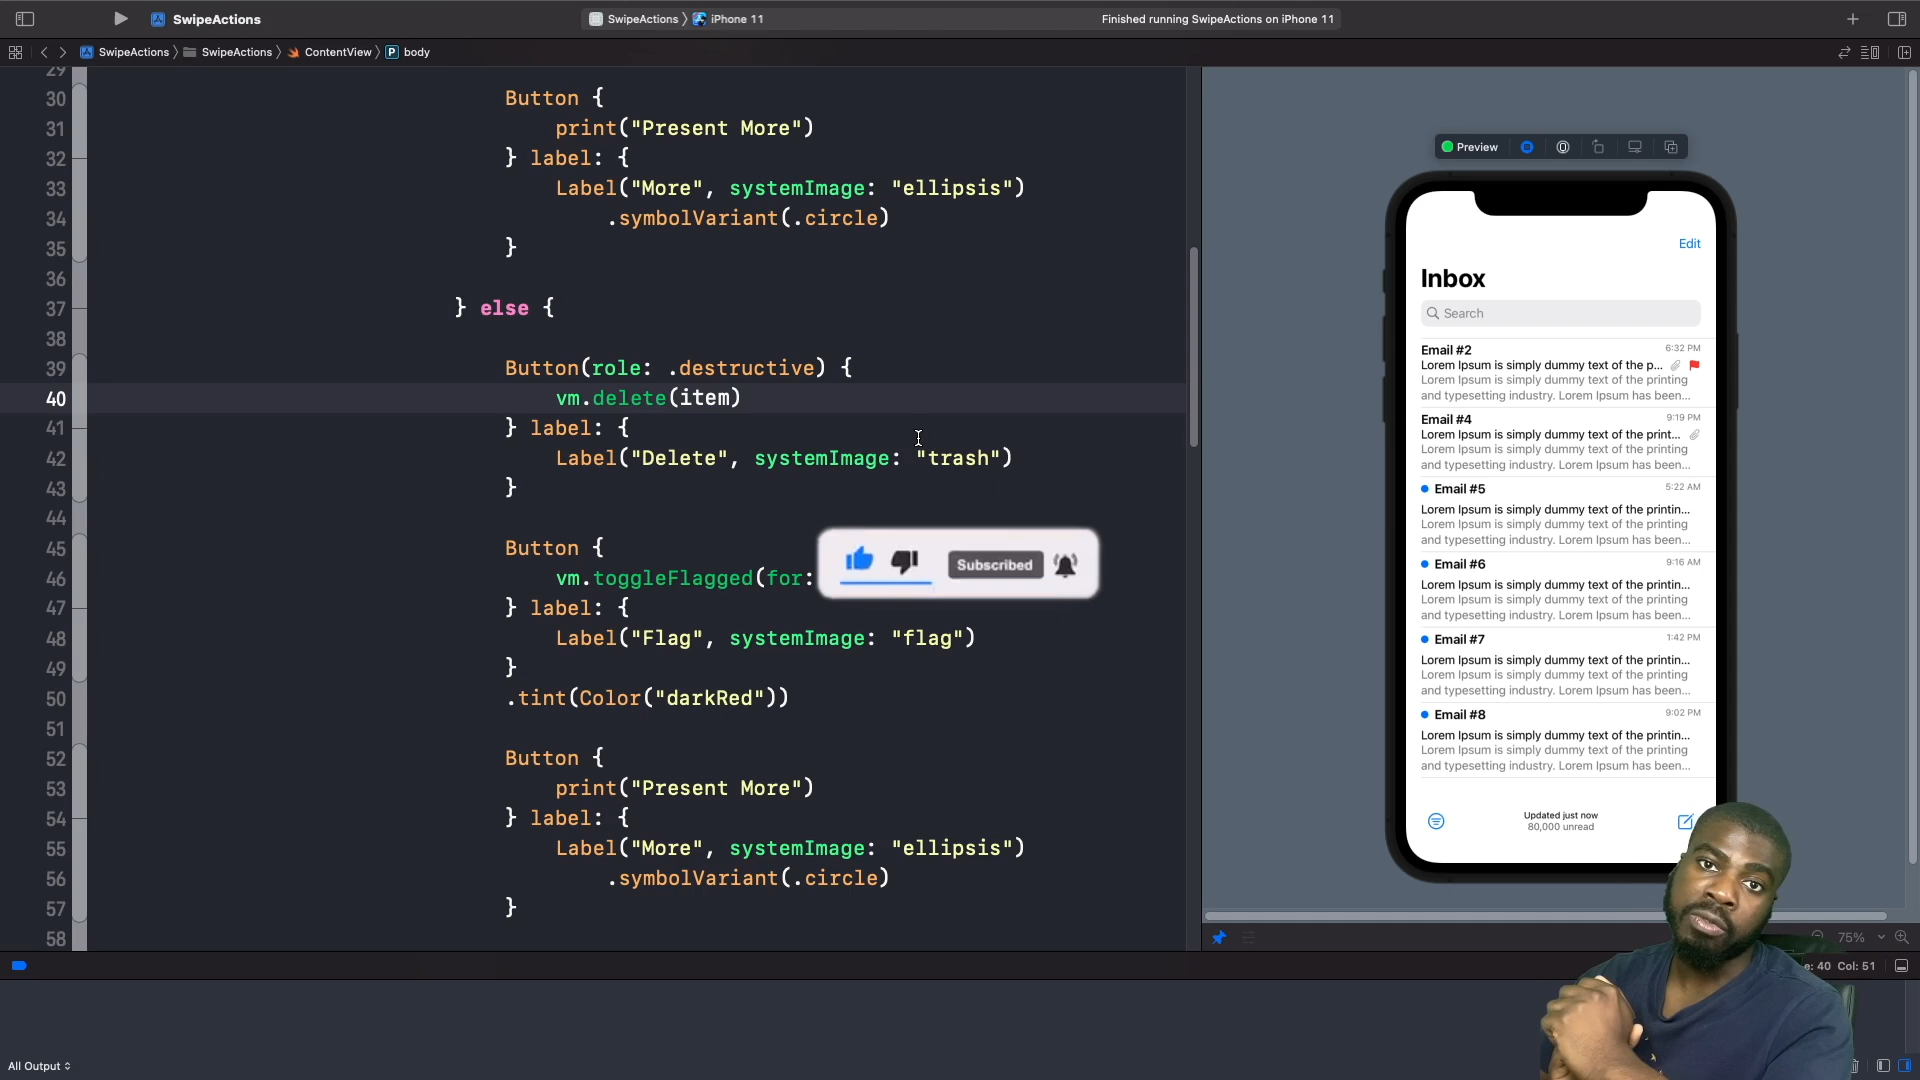 SwipeActions
SwipeActions
iPhone 11
Finished running SwipeActions on iPhone 11
SwipeActions
SwipeActions
ContentView
P
body
29
30 Button {
31 print("Present More")
32 } label: {
33 Label("More", systemImage: "ellipsis")
34 .symbolVariant(.circle)
35 }
36
37 } else {
38
39 Button(role: .destructive) {
40 vm.delete(item)
41 } label: {
42 Label("Delete", systemImage: "trash")
43 }
44
45 Button {
46 vm.toggleFlagged(for:
47 } label: {
48 Label("Flag", systemImage: "flag")
49 }
50 .tint(Color("darkRed"))
51
52 Button {
53 print("Present More")
54 } label: {
55 Label("More", systemImage: "ellipsis")
56 .symbolVariant(.circle)
57 }
58
Subscribed
Preview
Edit
Inbox
Search
Email #2 6:32 PM
Lorem Ipsum is simply dummy text of the p...
Lorem Ipsum is simply dummy text of the printing
and typesetting industry. Lorem Ipsum has been...
Email #4 9:19 PM
Lorem Ipsum is simply dummy text of the print...
Lorem Ipsum is simply dummy text of the printing
and typesetting industry. Lorem Ipsum has been...
Email #5 5:22 AM
Lorem Ipsum is simply dummy text of the printin...
Lorem Ipsum is simply dummy text of the printing
and typesetting industry. Lorem Ipsum has been...
Email #6 9:16 AM
Lorem Ipsum is simply dummy text of the printin...
Lorem Ipsum is simply dummy text of the printing
and typesetting industry. Lorem Ipsum has been...
Email #7 1:42 PM
Lorem Ipsum is simply dummy text of the printin...
Lorem Ipsum is simply dummy text of the printing
and typesetting industry. Lorem Ipsum has been...
Email #8 9:02 PM
Lorem Ipsum is simply dummy text of the printin...
Lorem Ipsum is simply dummy text of the printing
and typesetting industry. Lorem Ipsum has been...
Updated just now
80,000 unread
75%
e: 40 Col: 51
All Output